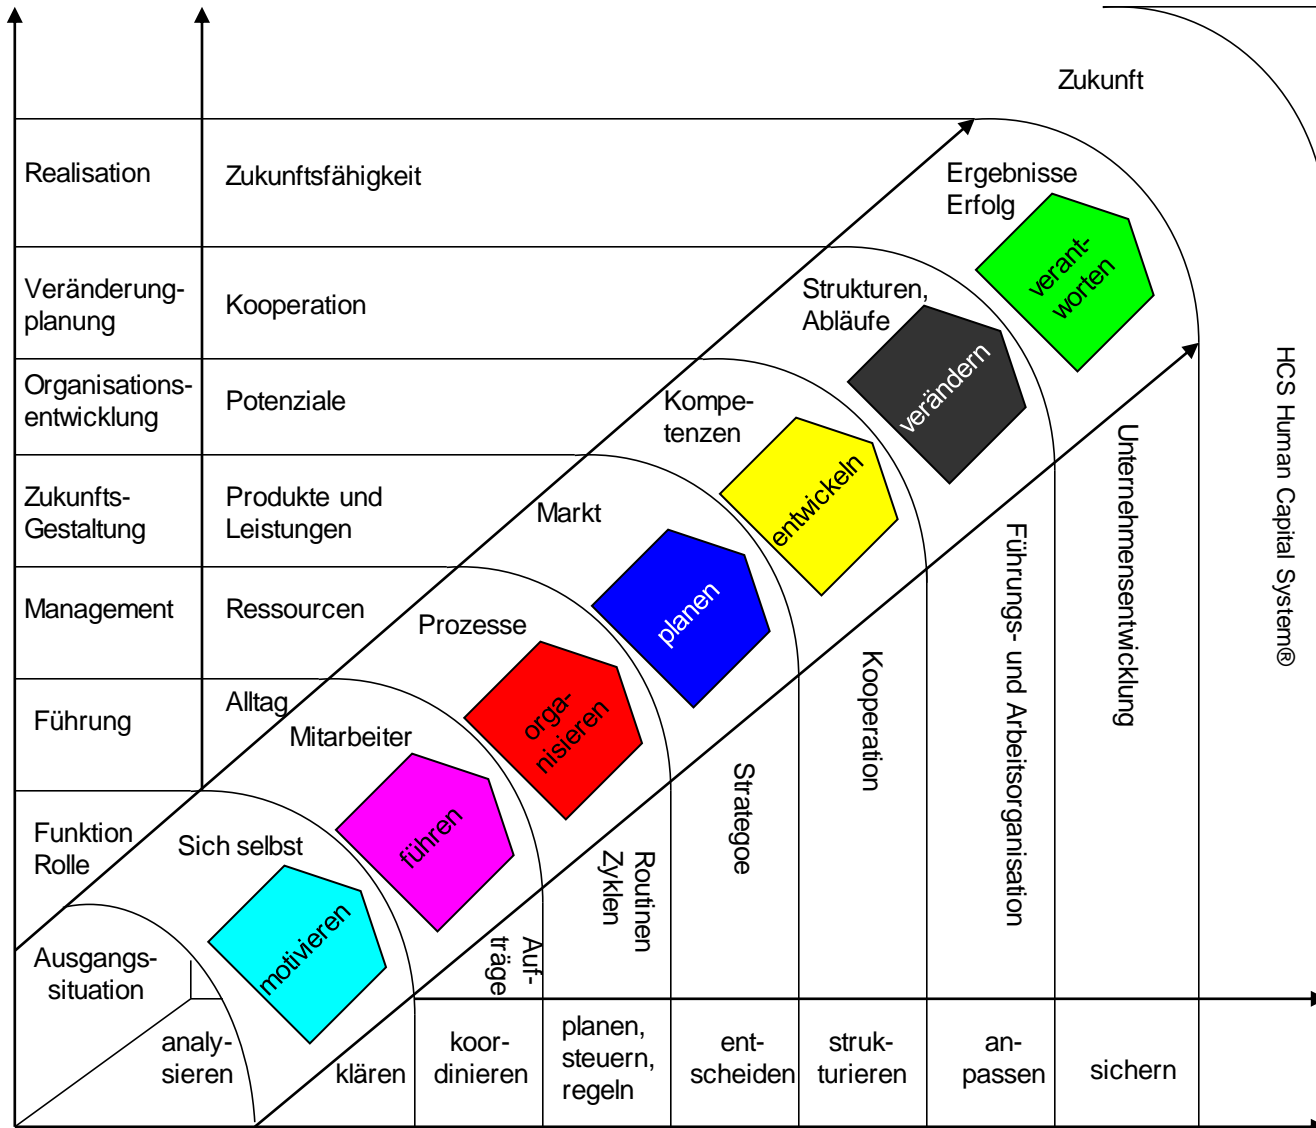 Zukunft
Realisation
Zukunftsfähigkeit
Ergebnisse
Erfolg
verant-
worten
Veränderung-
planung
Kooperation
Strukturen,
Abläufe
verändern
Organisations-
entwicklung
Potenziale
Kompe-
tenzen
entwickeln
Zukunfts-
Gestaltung
Produkte und
Leistungen
Markt
planen
Management
Ressourcen
Prozesse
orga-
nisieren
Führung
Alltag
Mitarbeiter
führen
Funktion
Rolle
Sich selbst
motivieren
Ausgangs-
situation
Auf-
träge
Routinen
Zyklen
Strategoe
Kooperation
Führungs- und Arbeitsorganisation
Unternehmensentwicklung
HCS Human Capital System®
analy-
sieren
klären
koor-
dinieren
planen,
steuern,
regeln
ent-
scheiden
struk-
turieren
an-
passen
sichern